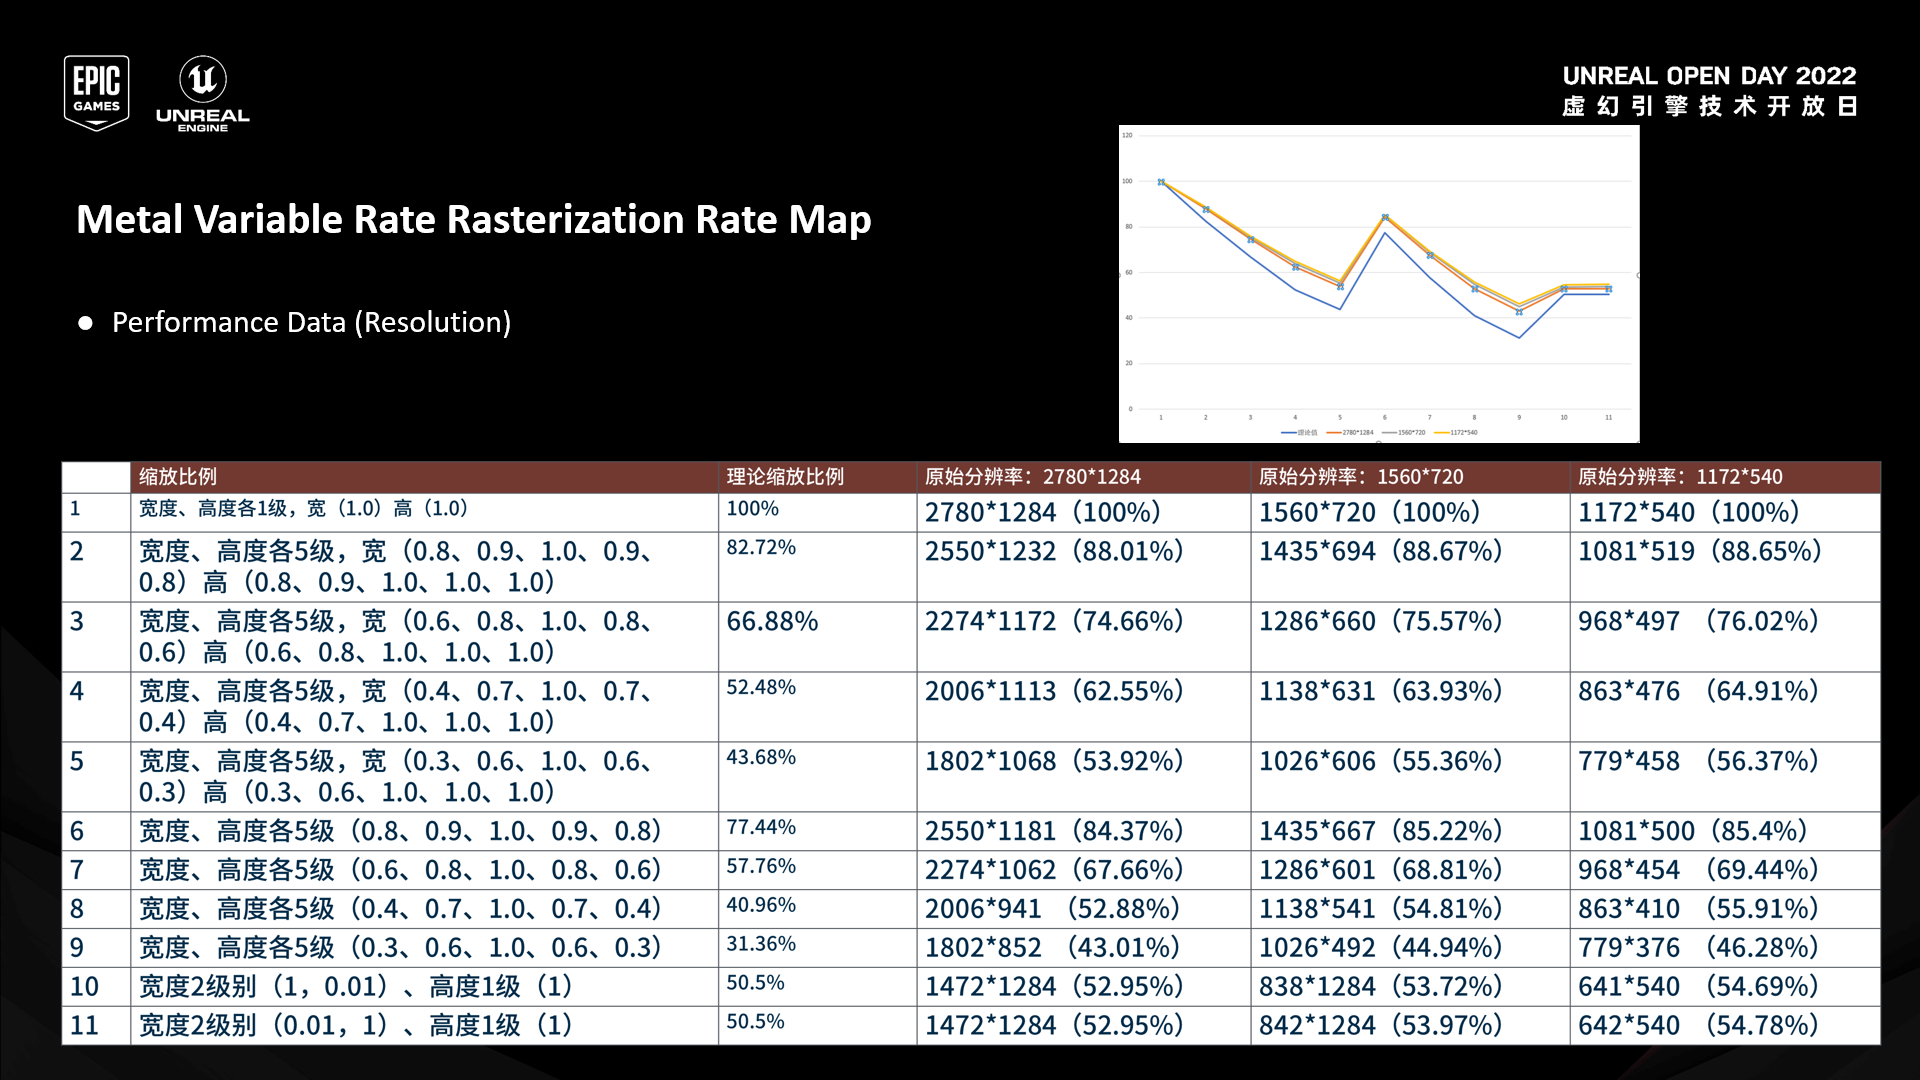 EPIC
GAMES
UNREAL
ENGINE
UNREAL OPEN DAY 2022
虚幻引擎技术开放日
Metal Variable Rate Rasterization Rate Map
● Performance Data (Resolution)
120
100
80
60
40
20
0
1 2 3 4 5 6 7 8 9 10 11
理论值 2780*1284 1560*720 1172*540
缩放比例 理论缩放比例 原始分辨率：2780*1284 原始分辨率：1560*720 原始分辨率：1172*540
1 宽度、高度各1级，宽（1.0）高（1.0） 100% 2780*1284（100%） 1560*720（100%） 1172*540（100%）
2 宽度、高度各5级，宽（0.8、0.9、1.0、0.9、 82.72% 2550*1232（88.01%） 1435*694（88.67%） 1081*519（88.65%）
0.8）高（0.8、0.9、1.0、1.0、1.0）
3 宽度、高度各5级，宽（0.6、0.8、1.0、0.8、 66.88% 2274*1172（74.66%） 1286*660（75.57%） 968*497 （76.02%）
0.6）高（0.6、0.8、1.0、1.0、1.0）
4 宽度、高度各5级，宽（0.4、0.7、1.0、0.7、 52.48% 2006*1113（62.55%） 1138*631（63.93%） 863*476 （64.91%）
0.4）高（0.4、0.7、1.0、1.0、1.0）
5 宽度、高度各5级，宽（0.3、0.6、1.0、0.6、 43.68% 1802*1068（53.92%） 1026*606（55.36%） 779*458 （56.37%）
0.3）高（0.3、0.6、1.0、1.0、1.0）
6 宽度、高度各5级（0.8、0.9、1.0、0.9、0.8） 77.44% 2550*1181（84.37%） 1435*667（85.22%） 1081*500（85.4%）
7 宽度、高度各5级（0.6、0.8、1.0、0.8、0.6） 57.76% 2274*1062（67.66%） 1286*601（68.81%） 968*454 （69.44%）
8 宽度、高度各5级（0.4、0.7、1.0、0.7、0.4） 40.96% 2006*941 （52.88%） 1138*541（54.81%） 863*410 （55.91%）
9 宽度、高度各5级（0.3、0.6、1.0、0.6、0.3） 31.36% 1802*852 （43.01%） 1026*492（44.94%） 779*376 （46.28%）
10 宽度2级别（1，0.01）、高度1级（1） 50.5% 1472*1284（52.95%） 838*1284（53.72%） 641*540 （54.69%）
11 宽度2级别（0.01，1）、高度1级（1） 50.5% 1472*1284（52.95%） 842*1284（53.97%） 642*540 （54.78%）